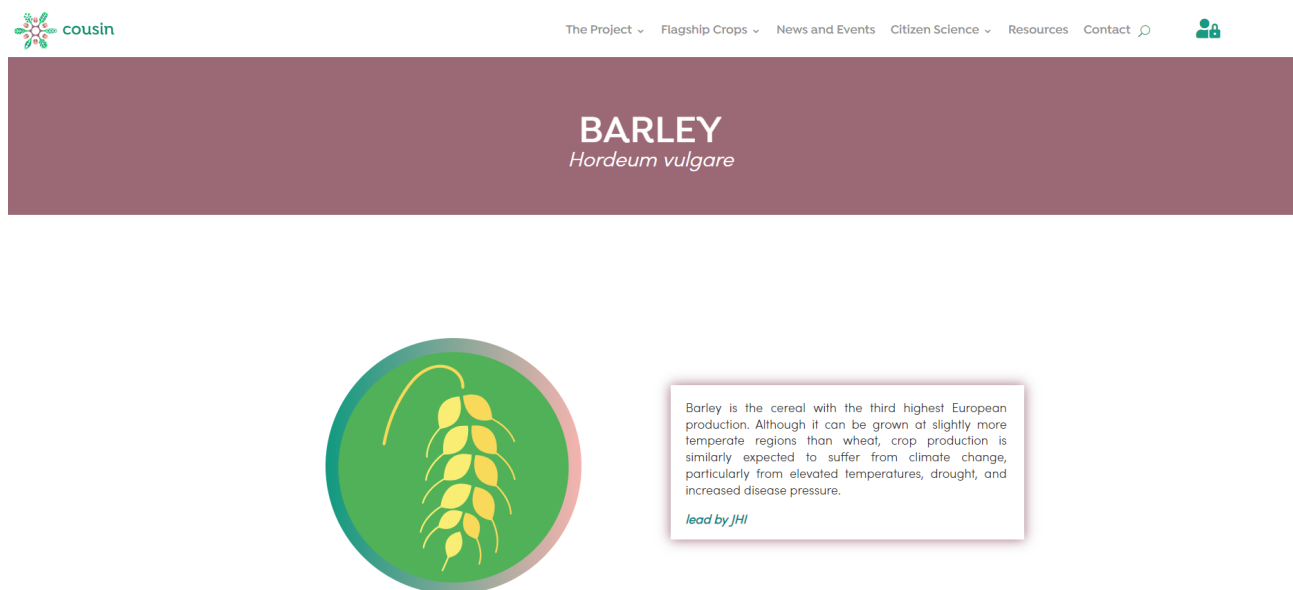 cousin
The Project Flagship Crops News and Events Citizen Science Resources Contact
BARLEY
Hordeum vulgare
Barley is the cereal with the third highest European
production. Although it can be grown at slightly more
temperate regions than wheat, crop production is
similarly expected to suffer from climate change,
particularly from elevated temperatures, drought, and
increased disease pressure.
lead by JHI